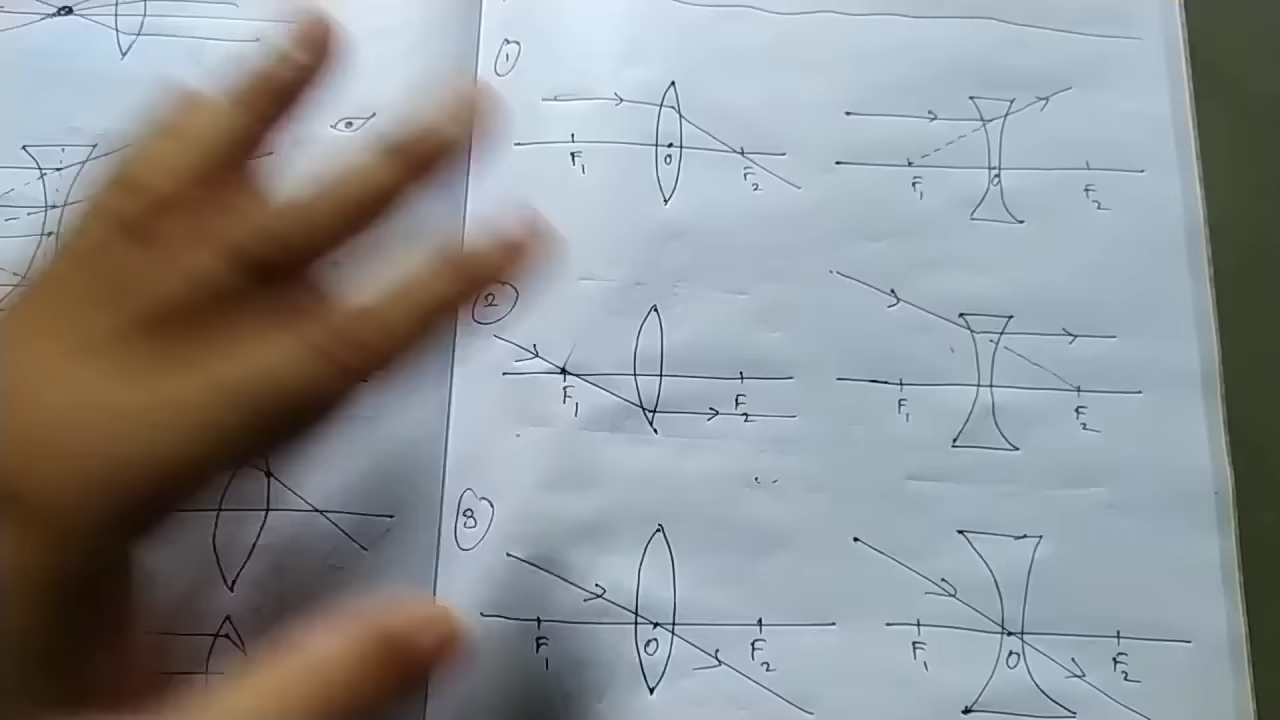 ①
F₁ O F₂
F₁ O F₂
②
F₁ F₂
F₁ F₂
③
F₁ O F₂
F₁ O F₂